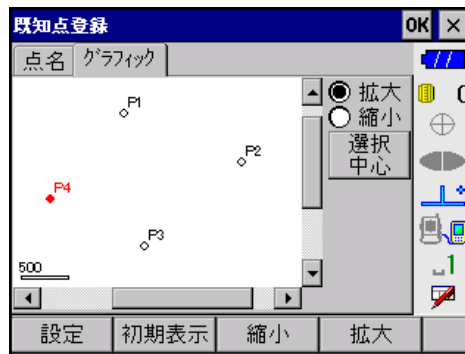 既知点登録 OK ×
点名 グラフィック
拡大
縮小
選択
中心
P1
P2
P4
P3
500
1
設定 初期表示 縮小 拡大